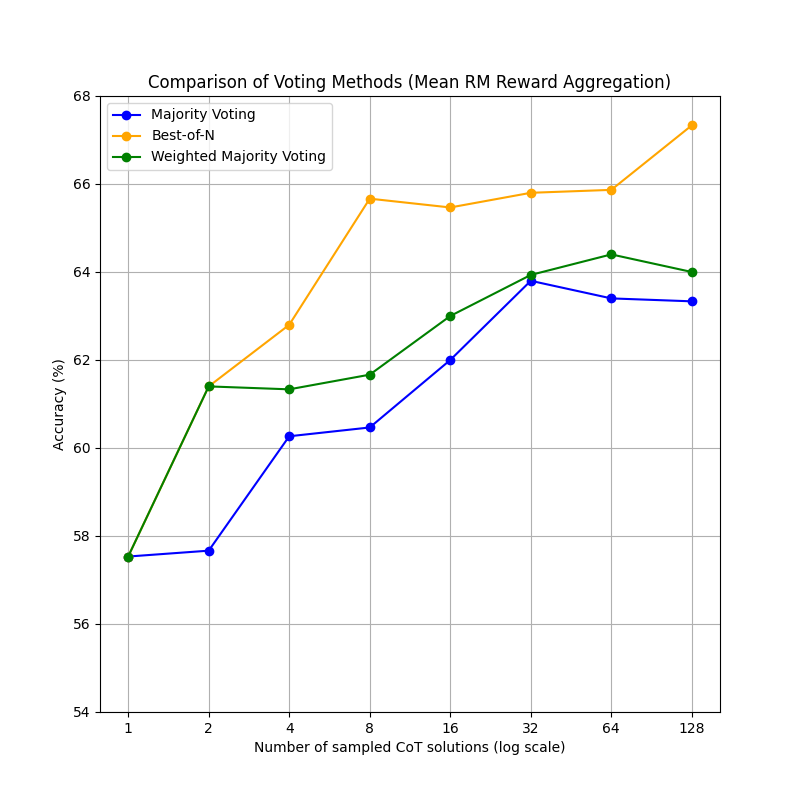 Comparison of Voting Methods (Mean RM Reward Aggregation)
Majority Voting
Best-of-N
Weighted Majority Voting
68
66
64
62
60
58
56
54
Accuracy (%)
1 2 4 8 16 32 64 128
Number of sampled CoT solutions (log scale)